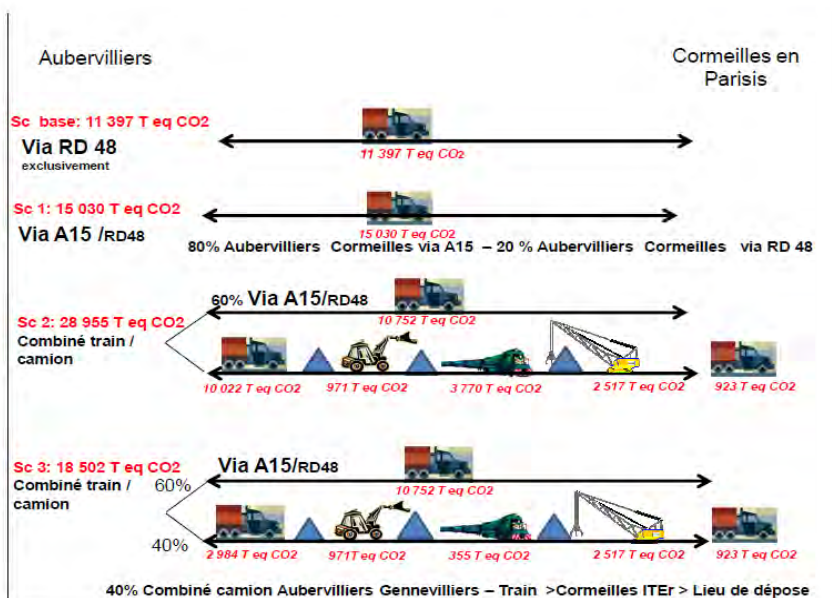 Aubervilliers
Cormeilles en
Parisis
Sc base: 11 397 T eq CO2
Via RD 48
exclusivement
11 397 T eq CO2
Sc 1: 15 030 T eq CO2
Via A15 /RD48
15 030 T eq CO2
80% Aubervilliers Cormeilles via A15 – 20 % Aubervilliers Cormeilles via RD 48
60% Via A15/RD48
Sc 2: 28 955 T eq CO2
Combiné train /
camion
10 752 T eq CO2
10 022 T eq CO2
971 T eq CO2
3 770 T eq CO2
2 517 T eq CO2
923 T eq CO2
Sc 3: 18 502 T eq CO2
Combiné train /
camion
Via A15/RD48
60%
10 752 T eq CO2
40%
2 984 T eq CO2
971T eq CO2
355 T eq CO2
2 517 T eq CO2
923 T eq CO2
40% Combiné camion Aubervilliers Gennevilliers – Train >Cormeilles ITEr > Lieu de dépose